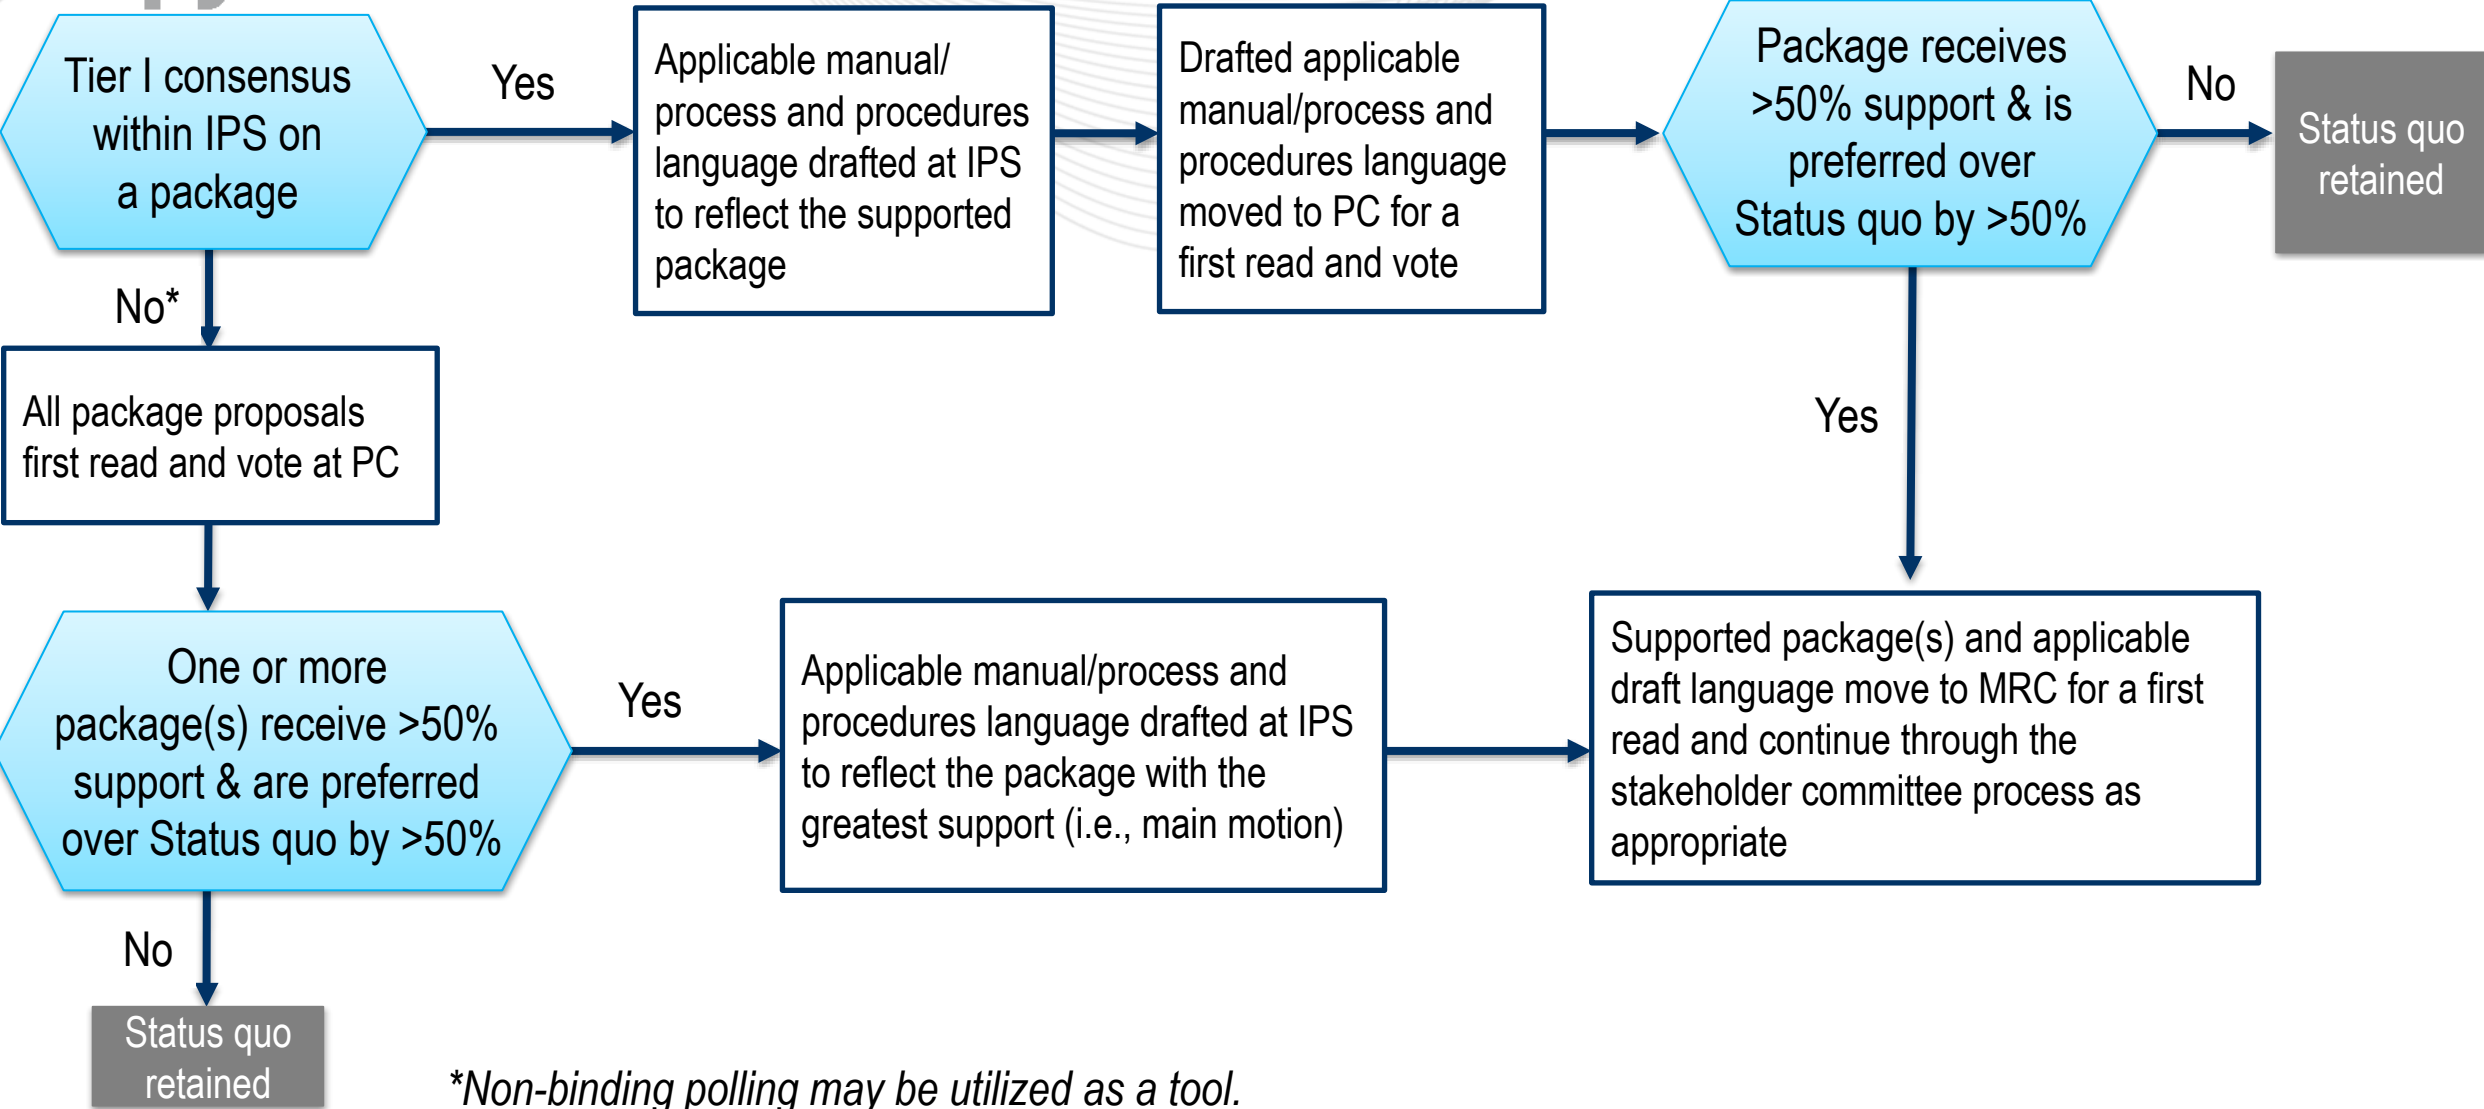 Tier I consensus
within IPS on
a package
Yes
Applicable manual/
process and procedures
language drafted at IPS
to reflect the supported
package
Drafted applicable
manual/process and
procedures language
moved to PC for a
first read and vote
Package receives
>50% support & is
preferred over
Status quo by >50%
No
Status quo
retained
No*
All package proposals
first read and vote at PC
Yes
One or more
package(s) receive >50%
support & are preferred
over Status quo by >50%
Yes
Applicable manual/process and
procedures language drafted at IPS
to reflect the package with the
greatest support (i.e., main motion)
Supported package(s) and applicable
draft language move to MRC for a first
read and continue through the
stakeholder committee process as
appropriate
No
Status quo
retained
*Non-binding polling may be utilized as a tool.